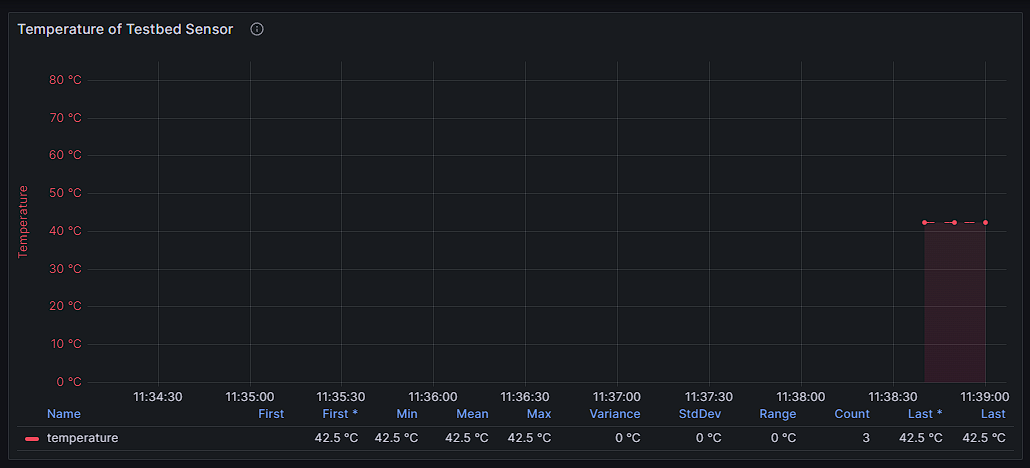 Temperature of Testbed Sensor
80 °C
70 °C
60 °C
50 °C
40 °C
30 °C
20 °C
10 °C
0 °C
Temperature
11:34:30 11:35:00 11:35:30 11:36:00 11:36:30 11:37:00 11:37:30 11:38:00 11:38:30 11:39:00
Name First First * Min Mean Max Variance StdDev Range Count Last * Last
temperature 42.5 °C 42.5 °C 42.5 °C 42.5 °C 0 °C 0 °C 0 °C 3 42.5 °C 42.5 °C